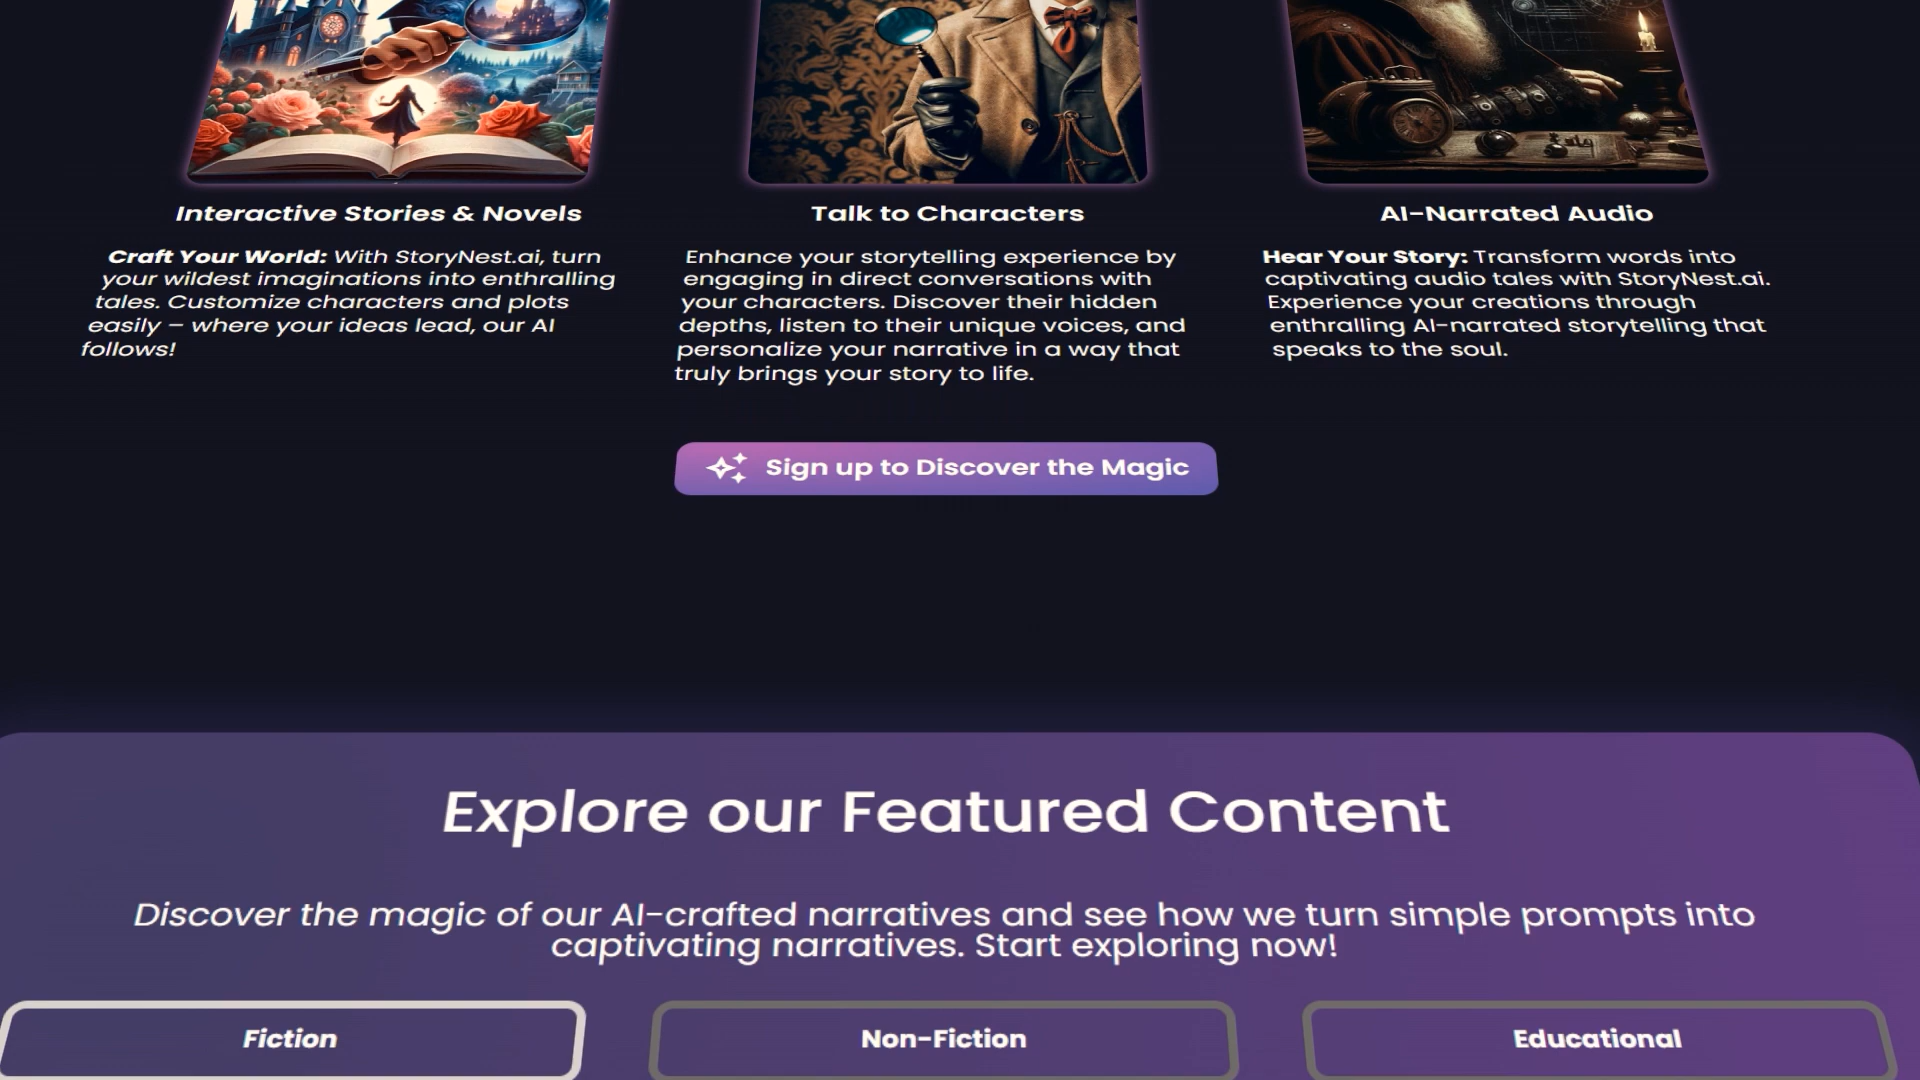 Interactive Stories & Novels
Craft Your World: With StoryNest.ai, turn
your wildest imaginations into enthralling
tales. Customize characters and plots
easily – where your ideas lead, our AI
follows!
Talk to Characters
Enhance your storytelling experience by
engaging in direct conversations with
your characters. Discover their hidden
depths, listen to their unique voices, and
personalize your narrative in a way that
truly brings your story to life.
AI-Narrated Audio
Hear Your Story: Transform words into
captivating audio tales with StoryNest.ai.
Experience your creations through
enthralling AI-narrated storytelling that
speaks to the soul.
Sign up to Discover the Magic
Explore our Featured Content
Discover the magic of our AI-crafted narratives and see how we turn simple prompts into
captivating narratives. Start exploring now!
Fiction
Non-Fiction
Educational